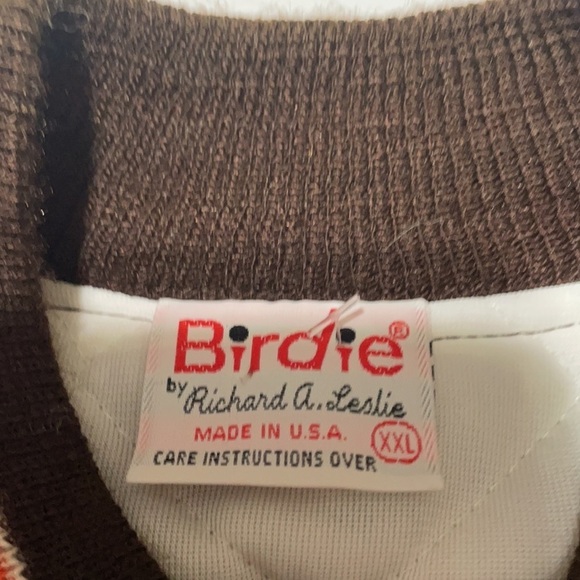 Birdie®
by Richard A. Leslie
MADE IN U.S.A. XXL
CARE INSTRUCTIONS OVER